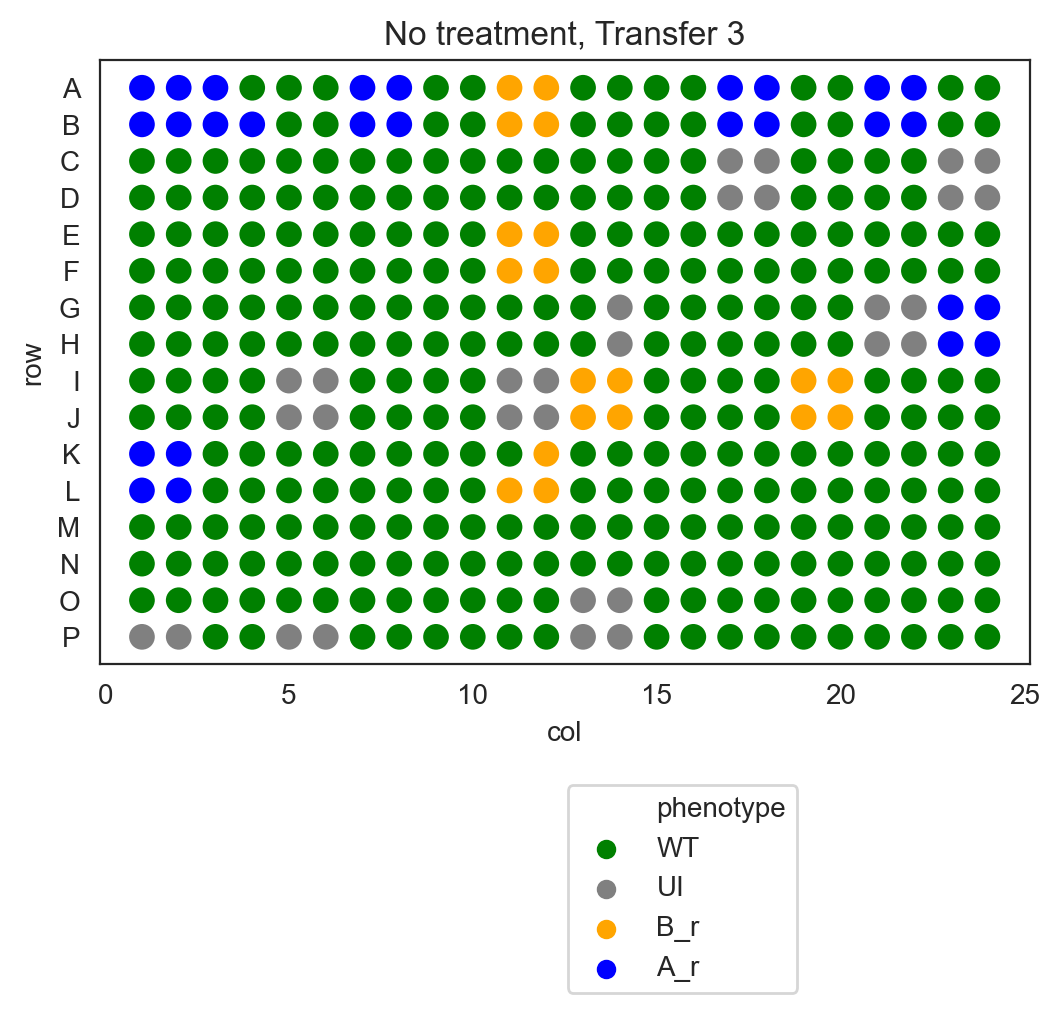 No treatment, Transfer 3
A
B
C
D
E
F
G
H
I
J
K
L
M
N
O
P
row
0 5 10 15 20 25
col
phenotype
WT
UI
B_r
A_r